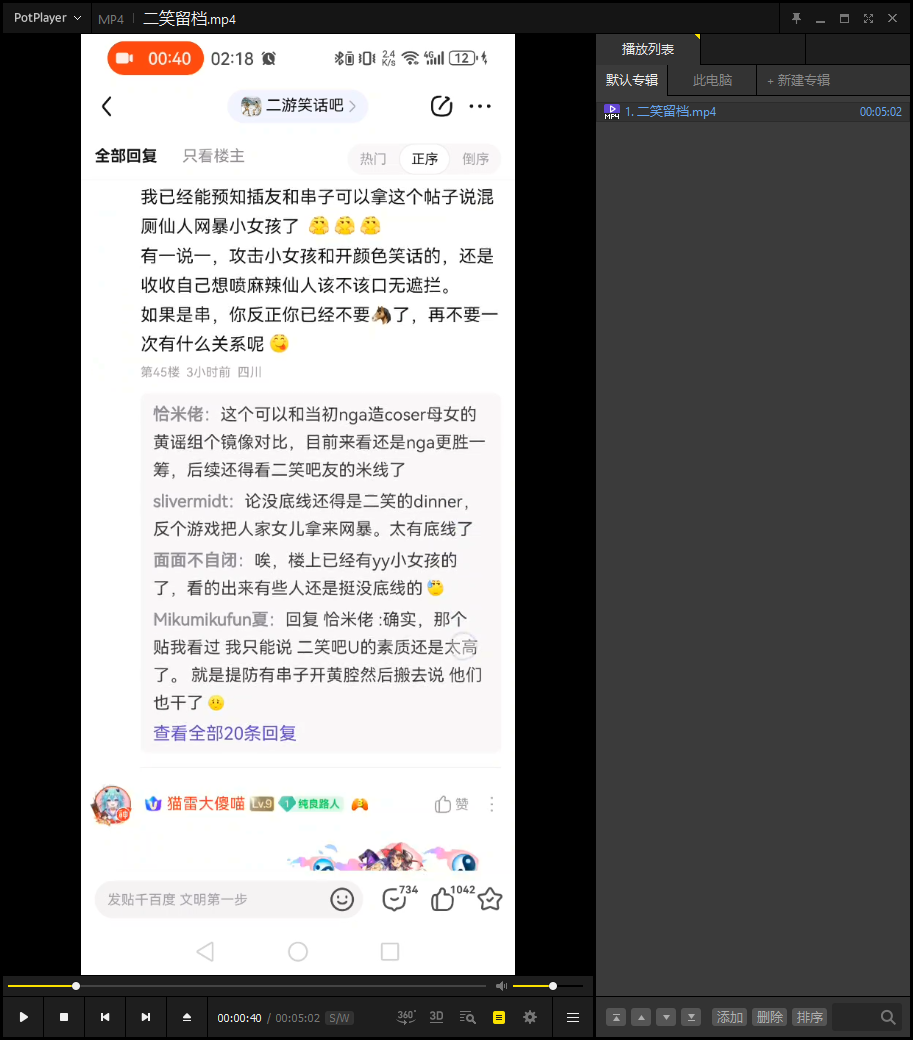 PotPlayer
MP4
二笑留档.mp4
00:40
02:18
2.4 K/s
4G
12
二游笑话吧
全部回复
只看楼主
热门
正序
倒序
我已经能预知插友和串子可以拿这个帖子说混
厕仙人网暴小女孩了
有一说一，攻击小女孩和开颜色笑话的，还是
收收自己想喷麻辣仙人该不该口无遮拦。
如果是串，你反正你已经不要🐴了，再不要一
次有什么关系呢
第45楼 3小时前 四川
恰米佬：这个可以和当初nga造coser母女的
黄谣组个镜像对比，目前来看还是nga更胜一
筹，后续还得看二笑吧友的米线了
slivermidt：论没底线还得是二笑的dinner，
反个游戏把人家女儿拿来网暴。太有底线了
面面不自闭：唉，楼上已经有yy小女孩的
了，看的出来有些人还是挺没底线的
Mikumikufun夏：回复 恰米佬 :确实，那个
贴我看过 我只能说 二笑吧U的素质还是太高
了。 就是提防有串子开黄腔然后搬去说 他们
也干了
查看全部20条回复
猫雷大傻喵
Lv.9
1 纯良路人
神
赞
发贴千百度 文明第一步
734
1042
00:00:40 / 00:05:02 S/W
360°
3D
播放列表
默认专辑
此电脑
+ 新建专辑
MP4
1. 二笑留档.mp4
00:05:02
添加
删除
排序